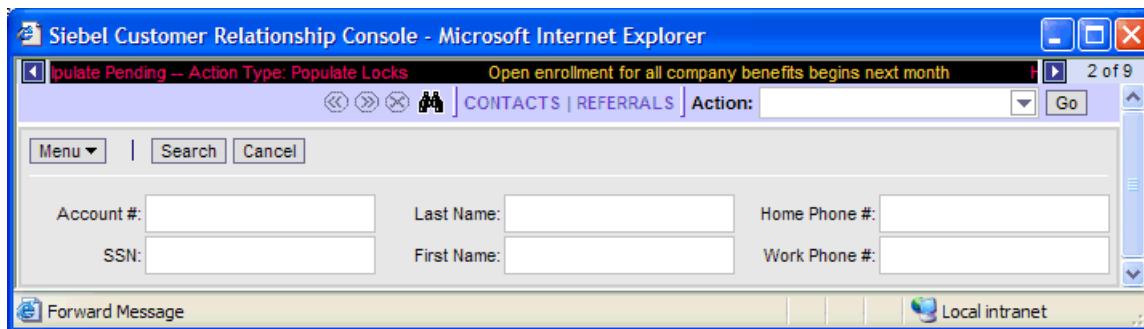 Siebel Customer Relationship Console - Microsoft Internet Explorer
lpulate Pending -- Action Type: Populate Locks Open enrollment for all company benefits begins next month 2 of 9
CONTACTS | REFERRALS Action: Go
Menu Search Cancel
Account #: Last Name: Home Phone #:
SSN: First Name: Work Phone #:
Forward Message Local intranet